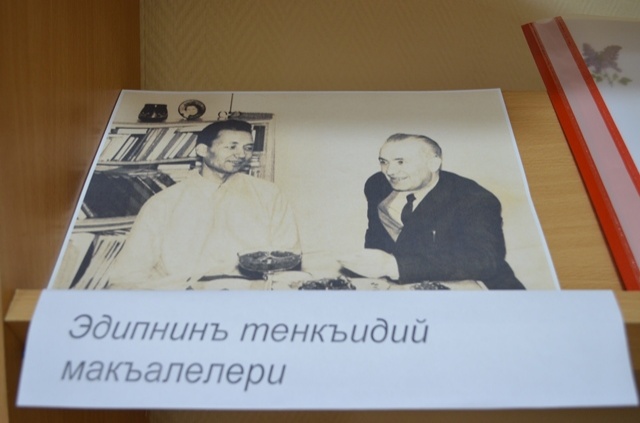 Эдипнинъ тенкъидий
макъалелери